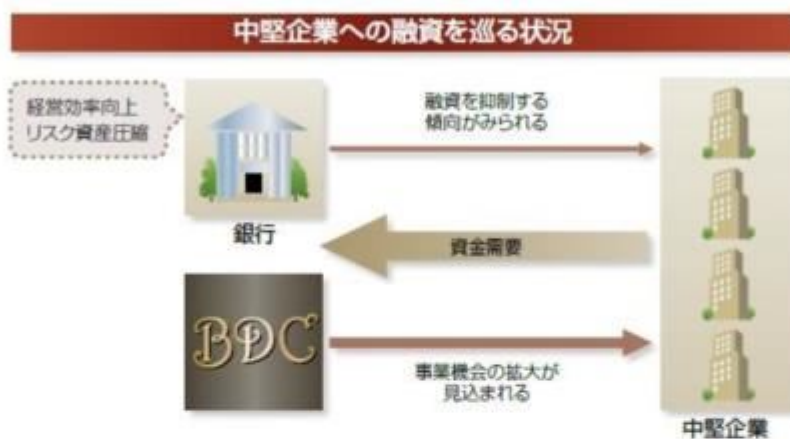 中堅企業への融資を巡る状況
経営効率向上
リスク資産圧縮
融資を抑制する
傾向がみられる
銀行
資金需要
BDC
事業機会の拡大が
見込まれる
中堅企業